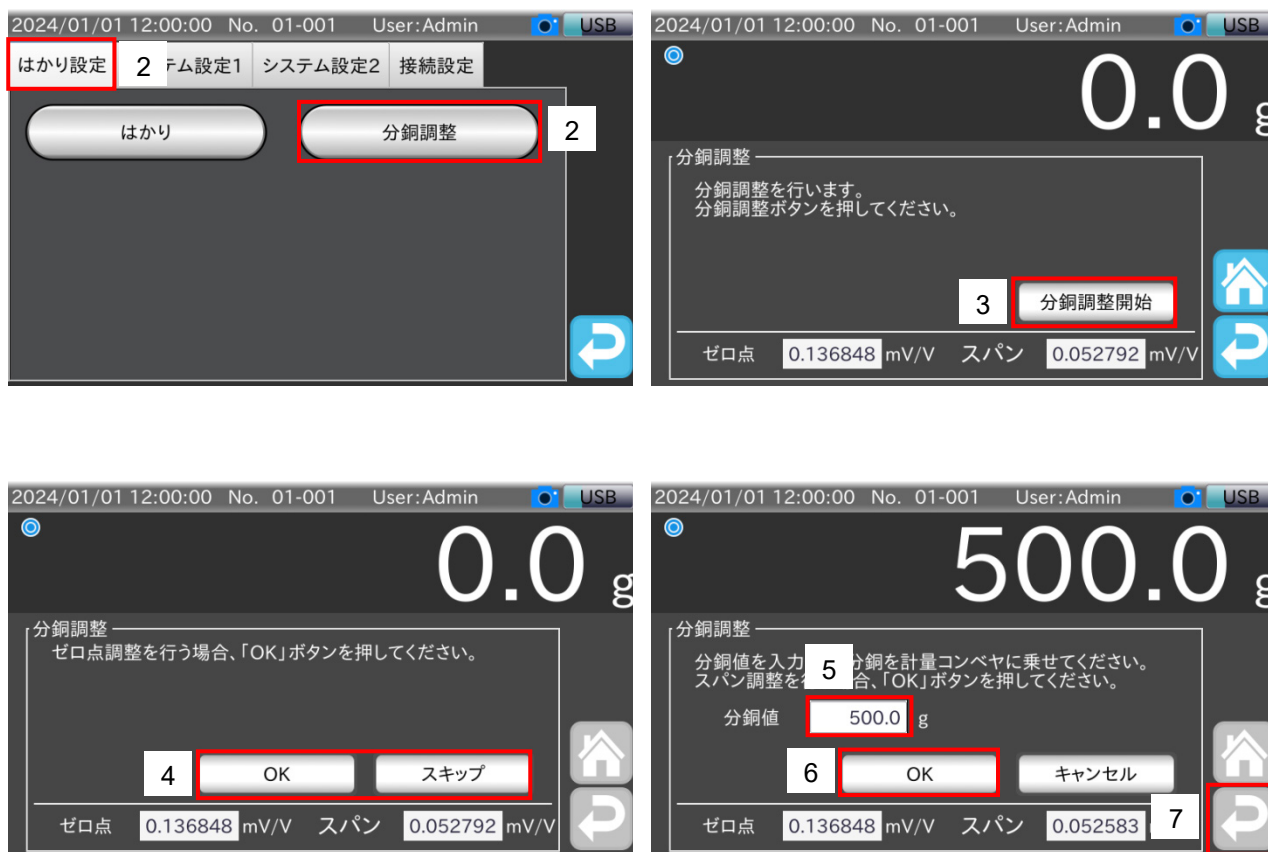 2024/01/01 12:00:00 No. 01-001 User:Admin USB
はかり設定 2 テム設定1 システム設定2 接続設定
はかり 分銅調整 2
2024/01/01 12:00:00 No. 01-001 User:Admin USB
0.0 g
分銅調整
分銅調整を行います。
分銅調整ボタンを押してください。
3 分銅調整開始
ゼロ点 0.136848 mV/V スパン 0.052792 mV/V
2024/01/01 12:00:00 No. 01-001 User:Admin USB
0.0 g
分銅調整
ゼロ点調整を行う場合、「OK」ボタンを押してください。
4 OK スキップ
ゼロ点 0.136848 mV/V スパン 0.052792 mV/V
2024/01/01 12:00:00 No. 01-001 User:Admin USB
500.0 g
分銅調整
分銅値を入力 分銅を計量コンベヤに乗せてください。
スパン調整を 5 合、「OK」ボタンを押してください。
分銅値 500.0 g
6 OK キャンセル
ゼロ点 0.136848 mV/V スパン 0.052583 7